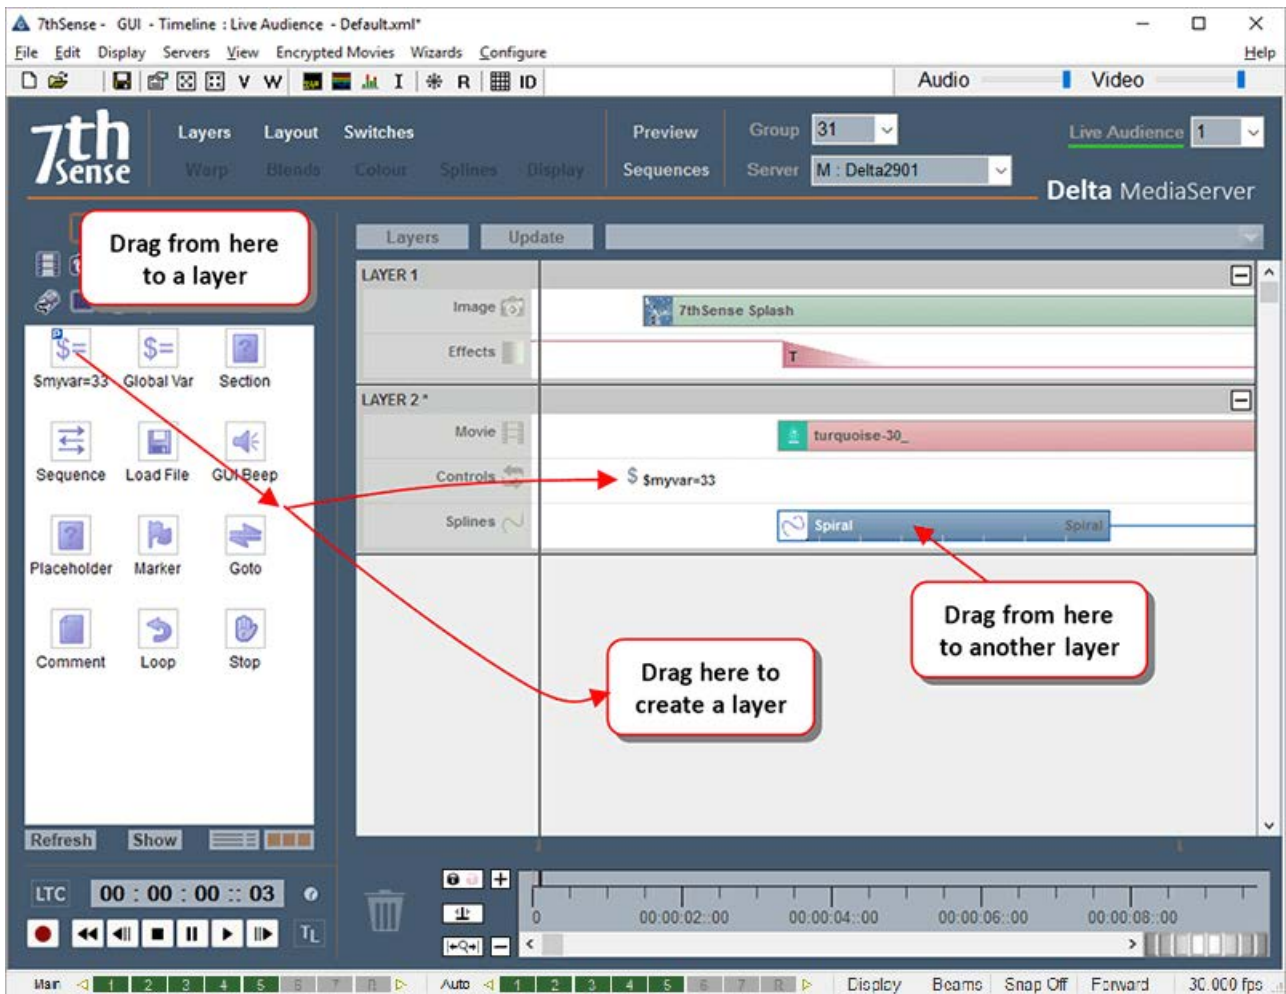 7thSense - GUI - Timeline : Live Audience - Default.xml*
File Edit Display Servers View Encrypted Movies Wizards Configure Help
V W I R ID Audio Video
7th Sense
Layers Layout Switches Preview Group 31 Live Audience 1
Warp Blends Colour Splines Display Sequences Server M : Delta2901
Delta MediaServer
Drag from here
to a layer
Layers Update
LAYER 1
Image 7thSense Splash
Effects T
LAYER 2 *
Movie turquoise-30_
Controls $ $myvar=33
Splines Spiral Spiral
$= $=
$myvar=33 Global Var Section
Sequence Load File GUI Beep
Placeholder Marker Goto
Comment Loop Stop
Drag from here
to another layer
Drag here to
create a layer
Refresh Show
LTC 00 : 00 : 00 :: 03
TL
0 00:00:02::00 00:00:04::00 00:00:06::00 00:00:08::00
Main 1 2 3 4 5 6 7 R Auto 1 2 3 4 5 6 7 R Display Beams Snap Off Forward 30.000 fps